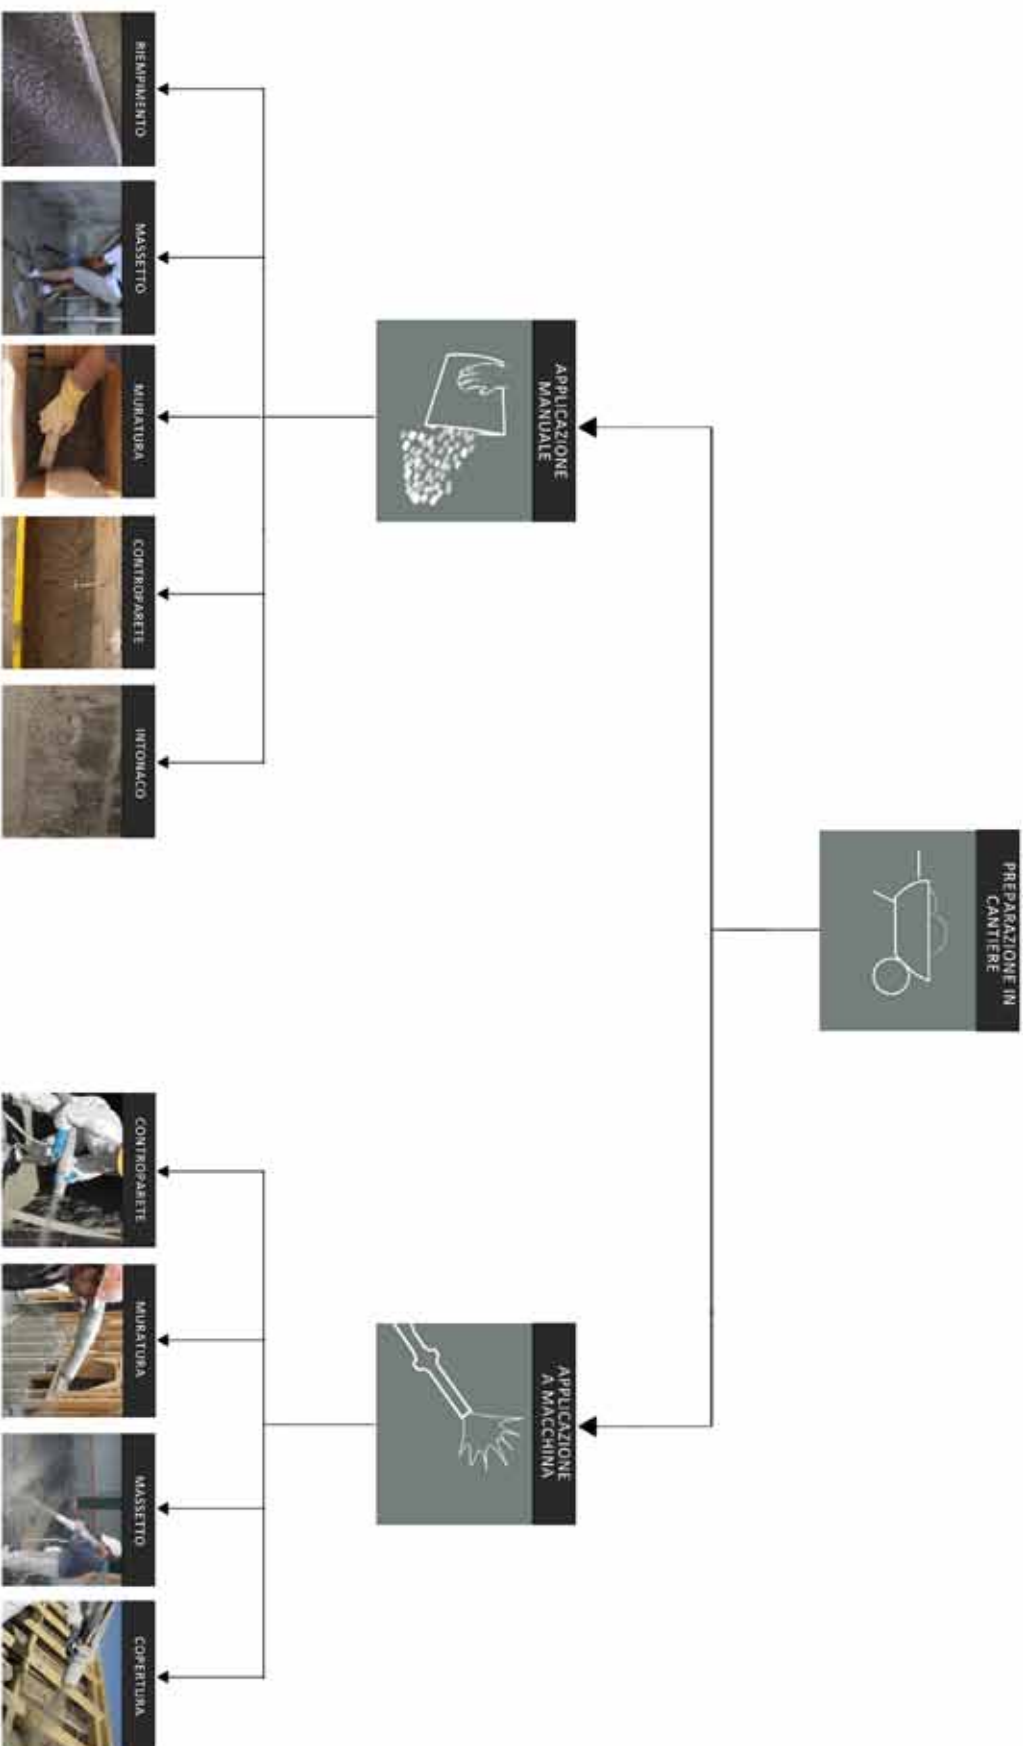 PREPARAZIONE IN
CANTIERE
APPLICAZIONE
MANUALE
APPLICAZIONE
A MACCHINA
RIEMPIMENTO
MASSETTO
MURATURA
CONTROPARETE
INTONACO
CONTROPARETE
MURATURA
MASSETTO
COPERTURA